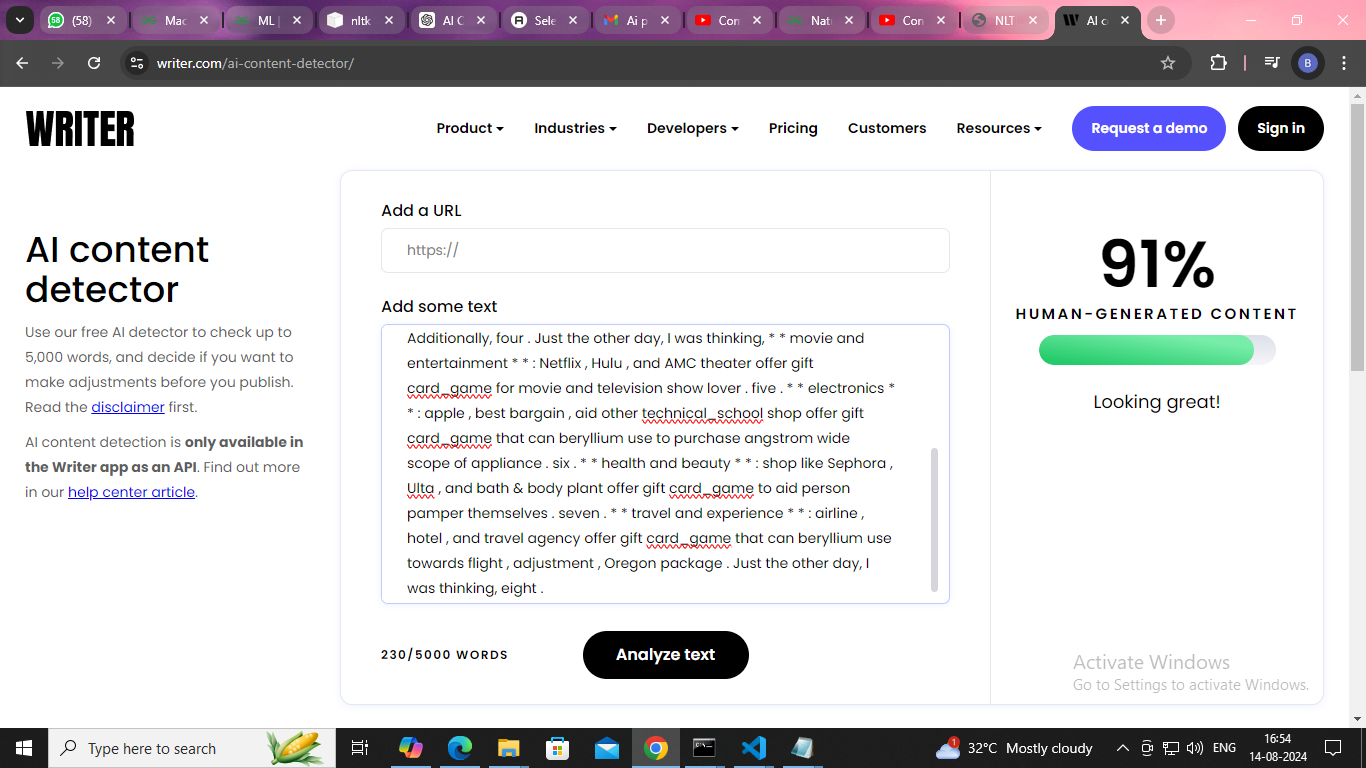 (58)
Mac
ML |
nltk
AI C
Sele
Ai p
Con
Nat
Con
NLT
AI c
writer.com/ai-content-detector/
B
WRITER
Product
Industries
Developers
Pricing
Customers
Resources
Request a demo
Sign in
AI content
detector
Use our free AI detector to check up to
5,000 words, and decide if you want to
make adjustments before you publish.
Read the disclaimer first.
AI content detection is only available in
the Writer app as an API. Find out more
in our help center article.
Add a URL
https://
Add some text
Additionally, four . Just the other day, I was thinking, * * movie and
entertainment * * : Netflix , Hulu , and AMC theater offer gift
card_game for movie and television show lover . five . * * electronics *
* : apple , best bargain , aid other technical_school shop offer gift
card_game that can beryllium use to purchase angstrom wide
scope of appliance . six . * * health and beauty * * : shop like Sephora ,
Ulta , and bath & body plant offer gift card_game to aid person
pamper themselves . seven . * * travel and experience * * : airline ,
hotel , and travel agency offer gift card_game that can beryllium use
towards flight , adjustment , Oregon package . Just the other day, I
was thinking, eight .
230/5000 WORDS
Analyze text
91%
HUMAN-GENERATED CONTENT
Looking great!
Activate Windows
Go to Settings to activate Windows.
Type here to search
1
32°C Mostly cloudy
ENG
16:54
14-08-2024